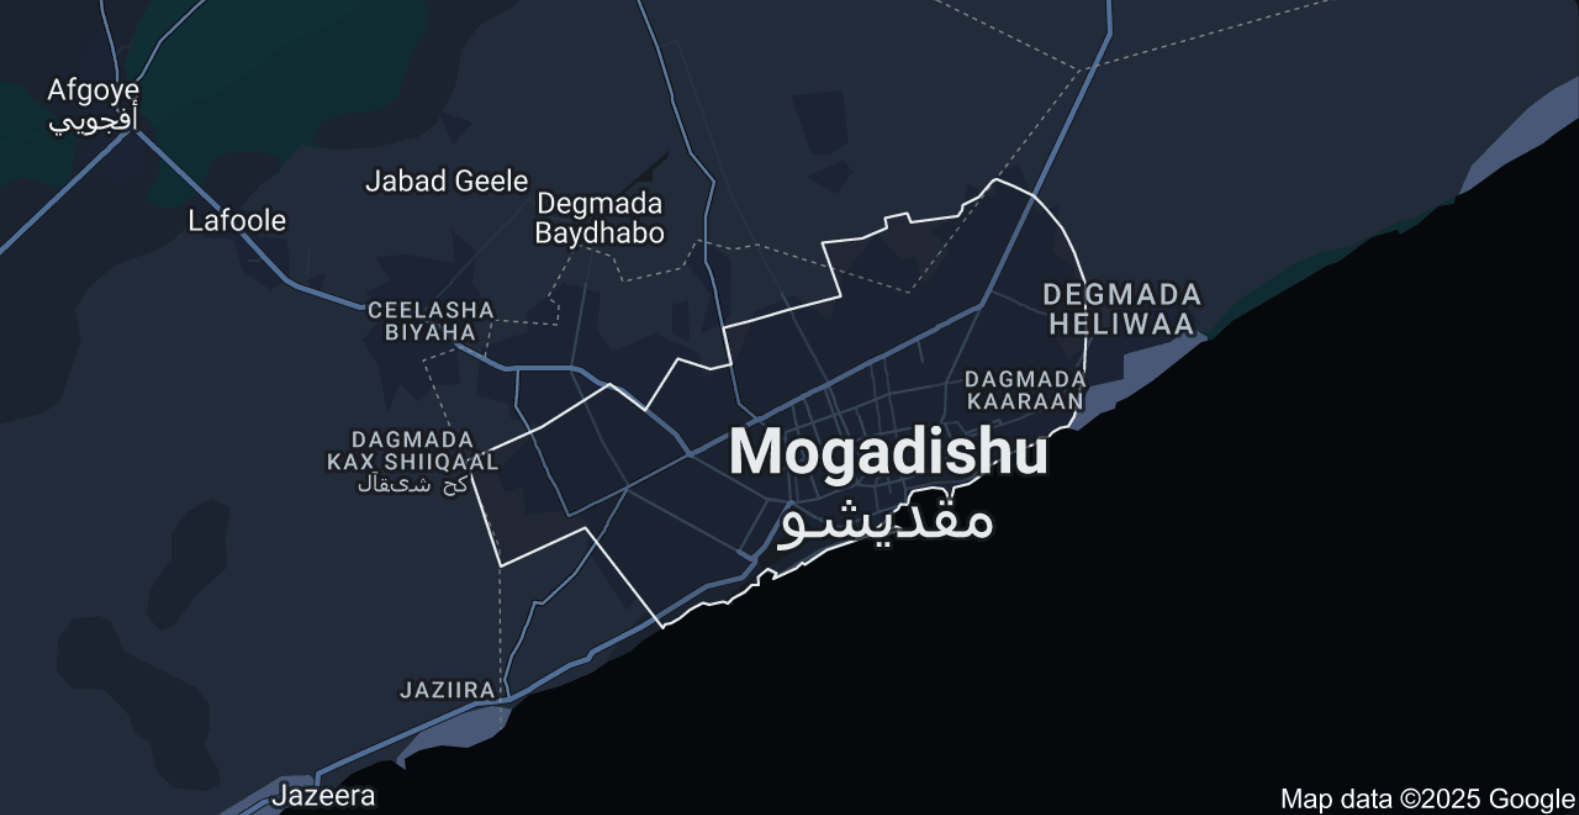 Afgoye
أفجويي
Jabad Geele
Degmada
Baydhabo
Lafoole
CEELASHA
BIYAHA
DEGMADA
HELIWAA
DAGMADA
KAARAAN
DAGMADA
KAX SHIIQAAL
كح شىىقآل
Mogadishu
مقديشو
JAZIIRA
Jazeera
Map data ©2025 Google